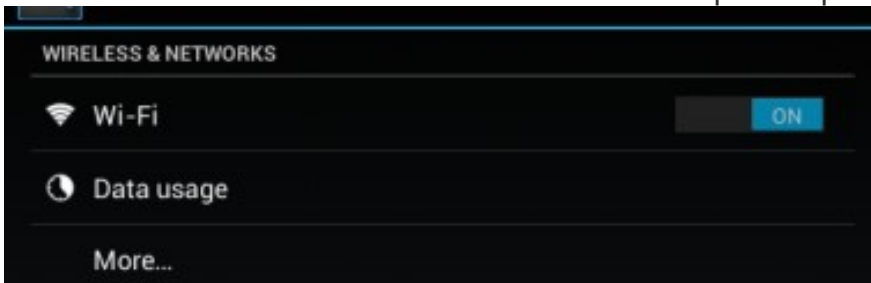 WIRELESS & NETWORKS
Wi-Fi
ON
Data usage
More...